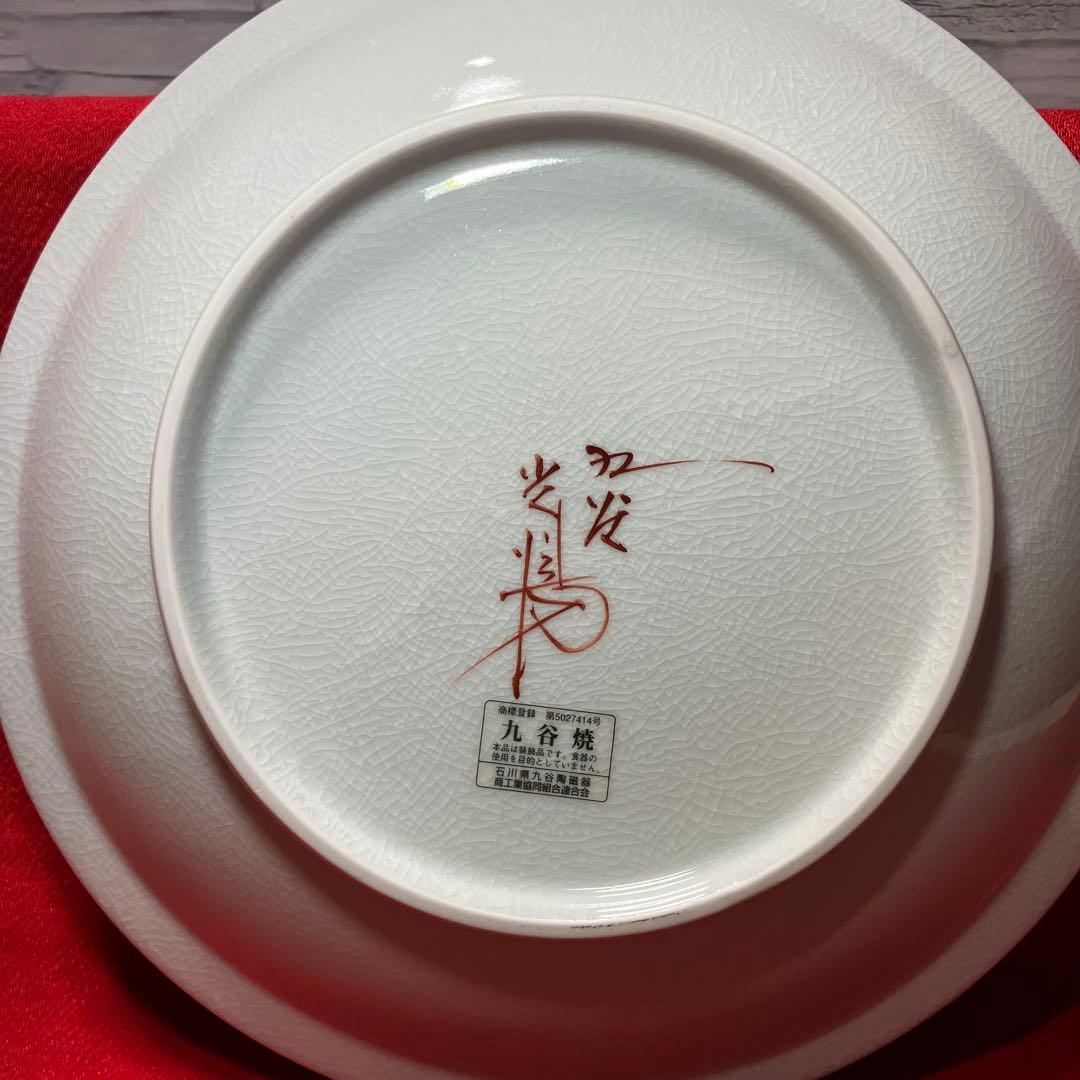 九谷
光陽
商標登録 第5027414号
九谷焼
本品は装飾品です。食器の
使用を目的としていません。
石川県九谷陶磁器
商工業協同組合連合会